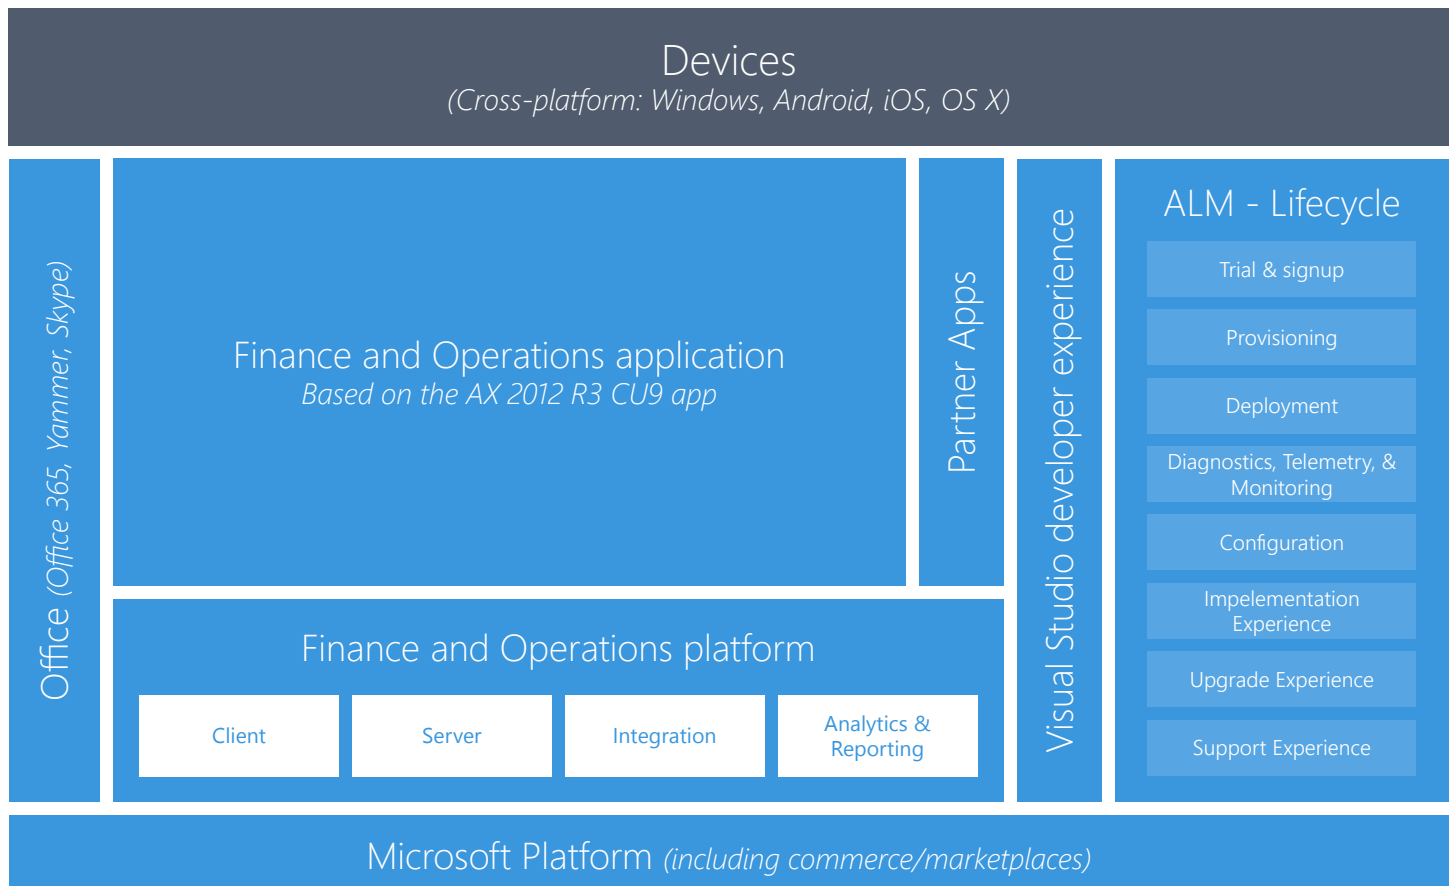 Devices
(Cross-platform: Windows, Android, iOS, OS X)
Office (Office 365, Yammer, Skype)
Finance and Operations application
Based on the AX 2012 R3 CU9 app
Partner Apps
Finance and Operations platform
Client
Server
Integration
Analytics &
Reporting
Visual Studio developer experience
ALM - Lifecycle
Trial & signup
Provisioning
Deployment
Diagnostics, Telemetry, &
Monitoring
Configuration
Impelementation
Experience
Upgrade Experience
Support Experience
Microsoft Platform (including commerce/marketplaces)